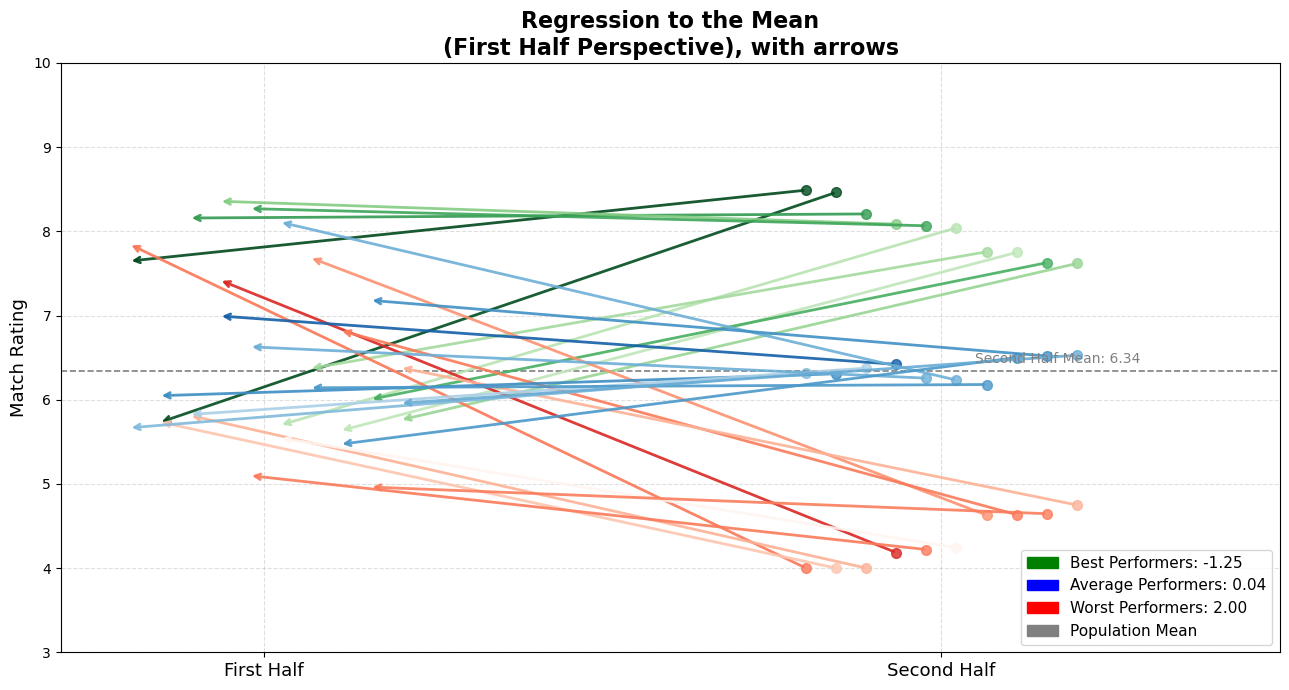 Regression to the Mean
(First Half Perspective), with arrows
Match Rating
10
9
8
7
6
5
4
3
Second Half Mean: 6.34
Best Performers: -1.25
Average Performers: 0.04
Worst Performers: 2.00
Population Mean
First Half
Second Half